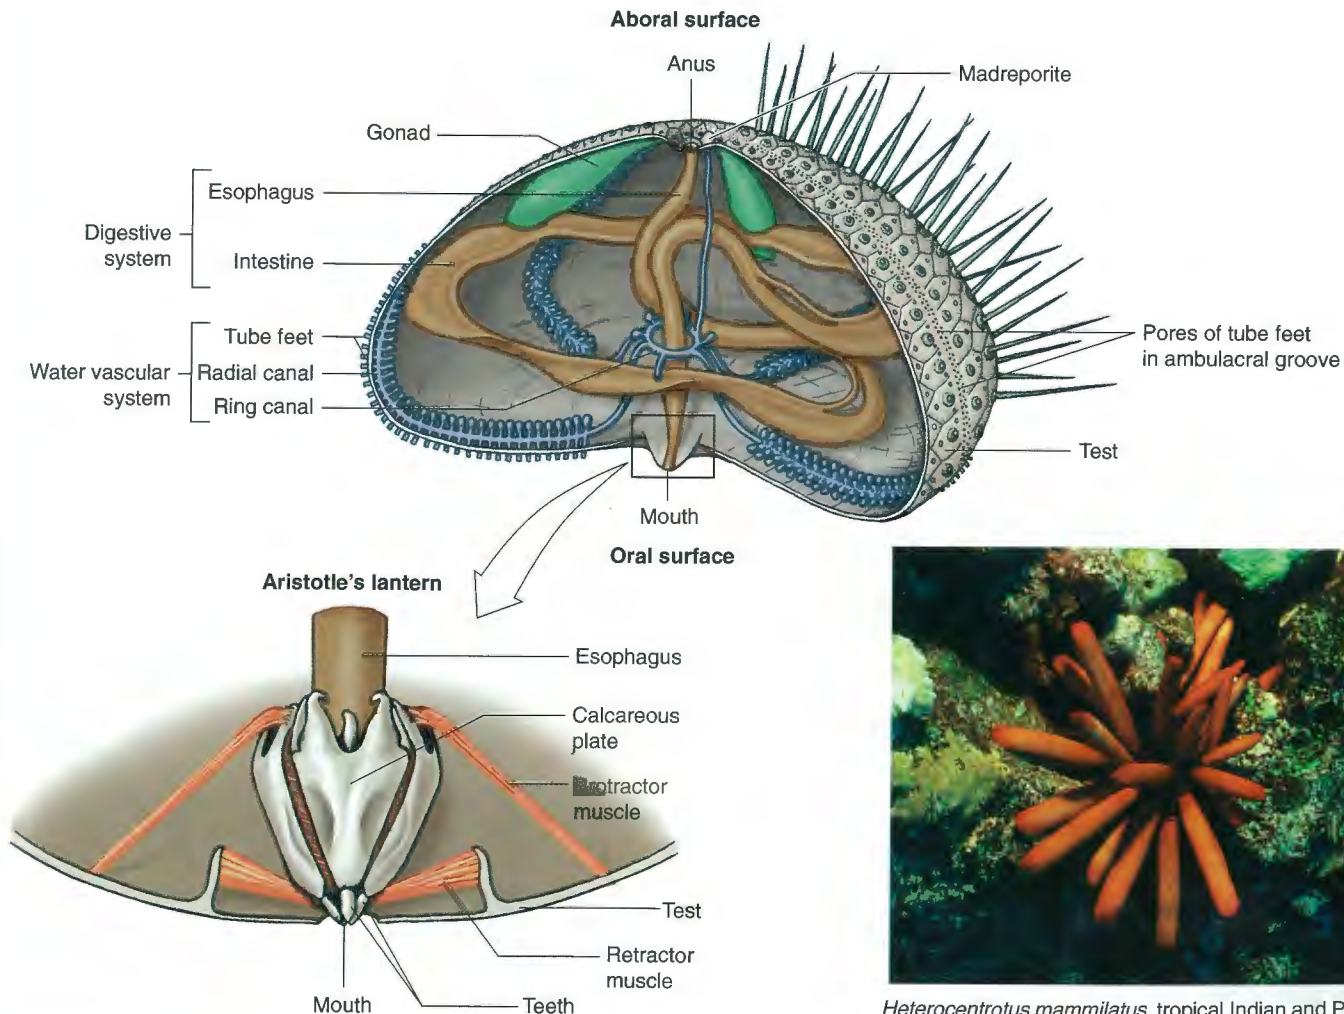 Aboral surface
Anus
Madreporite
Gonad
Esophagus
Digestive
system
Intestine
Tube feet
Water vascular
system
Radial canal
Ring canal
Pores of tube feet
in ambulacral groove
Test
Mouth
Oral surface
Aristotle's lantern
Esophagus
Calcareous
plate
Protractor
muscle
Test
Retractor
muscle
Mouth
Teeth
Heterocentrotus mammilatus, tropical Indian and